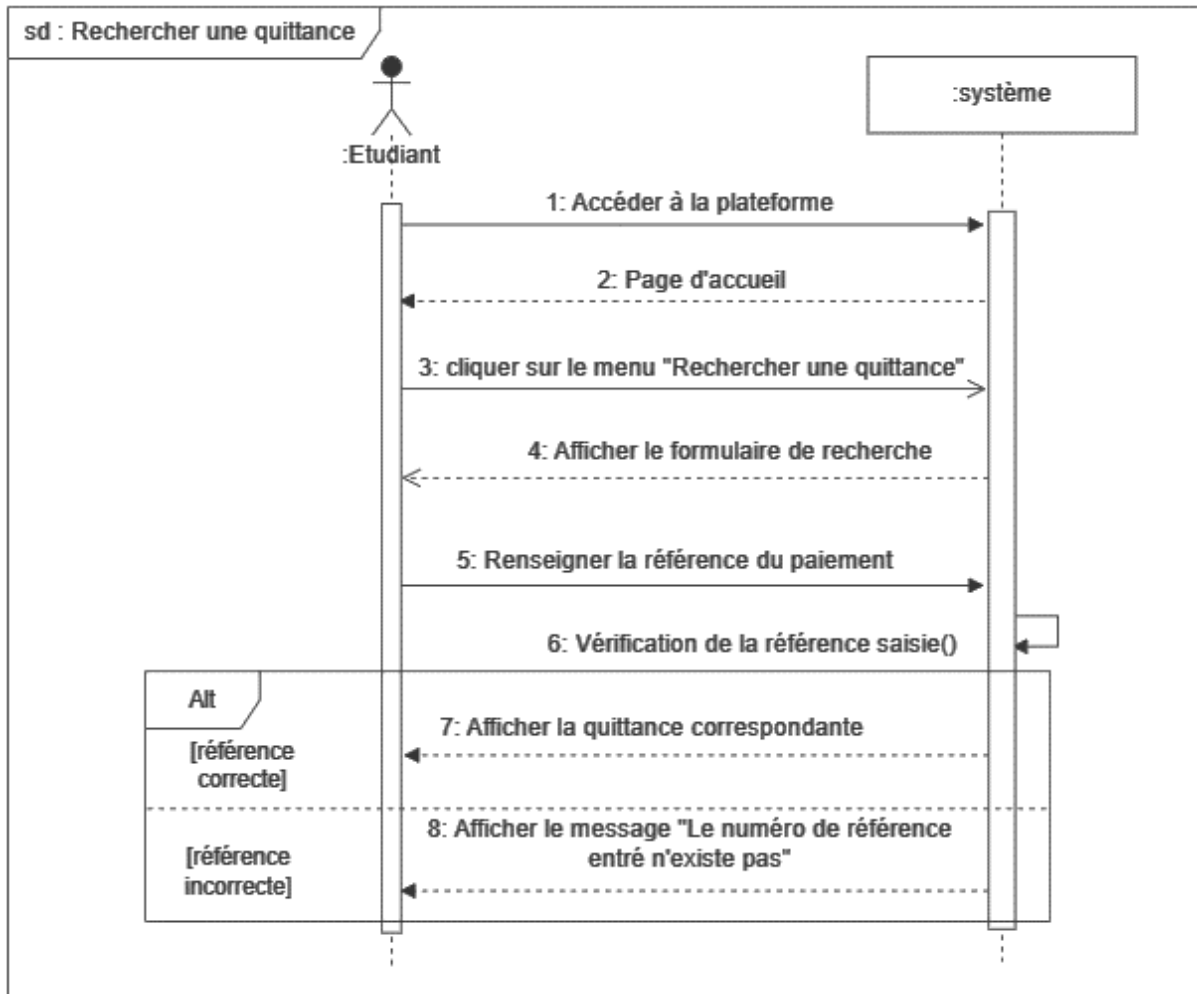 sd : Rechercher une quittance
:système
:Etudiant
1: Accéder à la plateforme
2: Page d'accueil
3: cliquer sur le menu "Rechercher une quittance"
4: Afficher le formulaire de recherche
5: Renseigner la référence du paiement
6: Vérification de la référence saisie()
Alt
7: Afficher la quittance correspondante
[référence
correcte]
8: Afficher le message "Le numéro de référence
entré n'existe pas"
[référence
incorrecte]